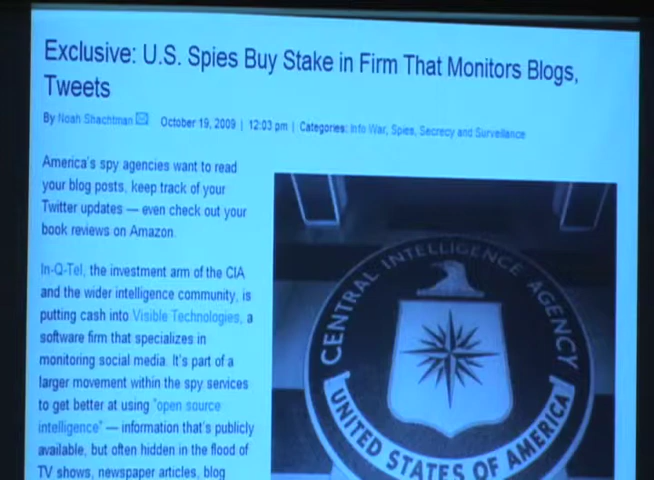 Exclusive: U.S. Spies Buy Stake in Firm That Monitors Blogs,
Tweets
By Noah Shachtman October 19, 2009 | 12:03 pm | Categories: Info War, Spies, Secrecy and Surveillance
America's spy agencies want to read
your blog posts, keep track of your
Twitter updates — even check out your
book reviews on Amazon.
In-Q-Tel, the investment arm of the CIA
and the wider intelligence community, is
putting cash into Visible Technologies, a
software firm that specializes in
monitoring social media. It's part of a
larger movement within the spy services
to get better at using "open source
intelligence" — information that's publicly
available, but often hidden in the flood of
TV shows, newspaper articles, blog
CENTRAL INTELLIGENCE AGENCY
UNITED STATES OF AMERICA